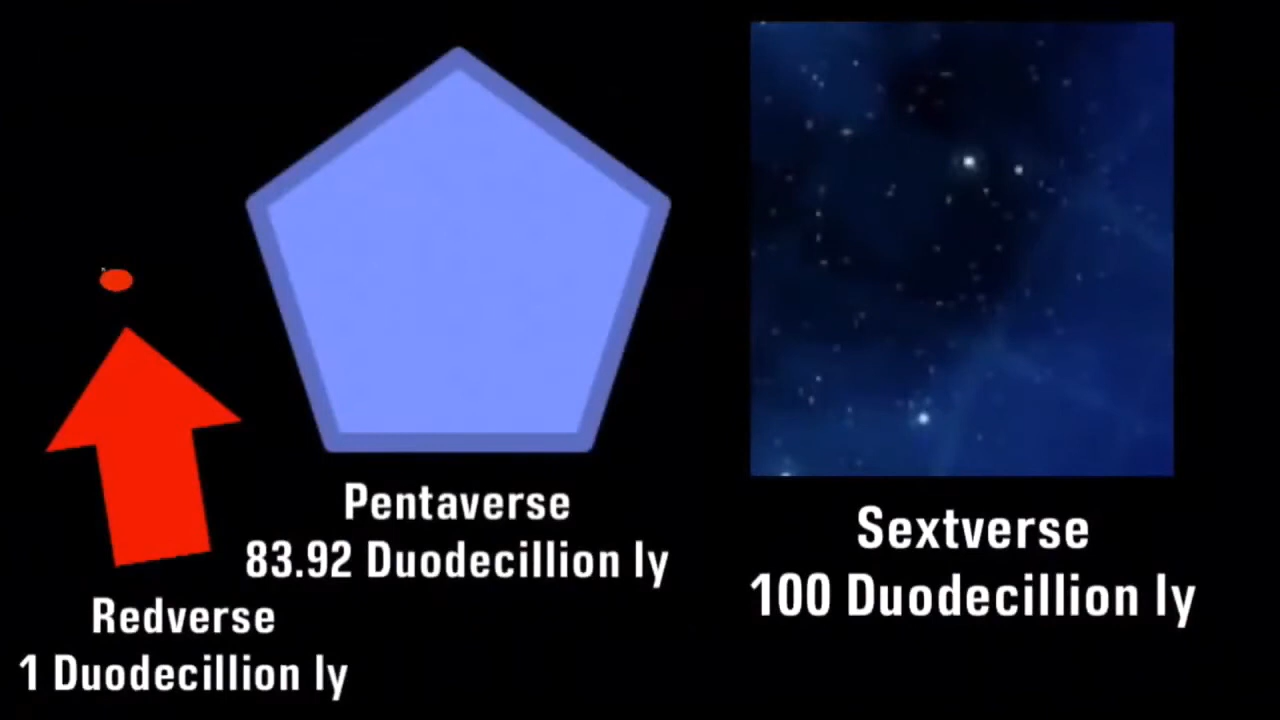 Redverse
1 Duodecillion ly
Pentaverse
83.92 Duodecillion ly
Sextverse
100 Duodecillion ly